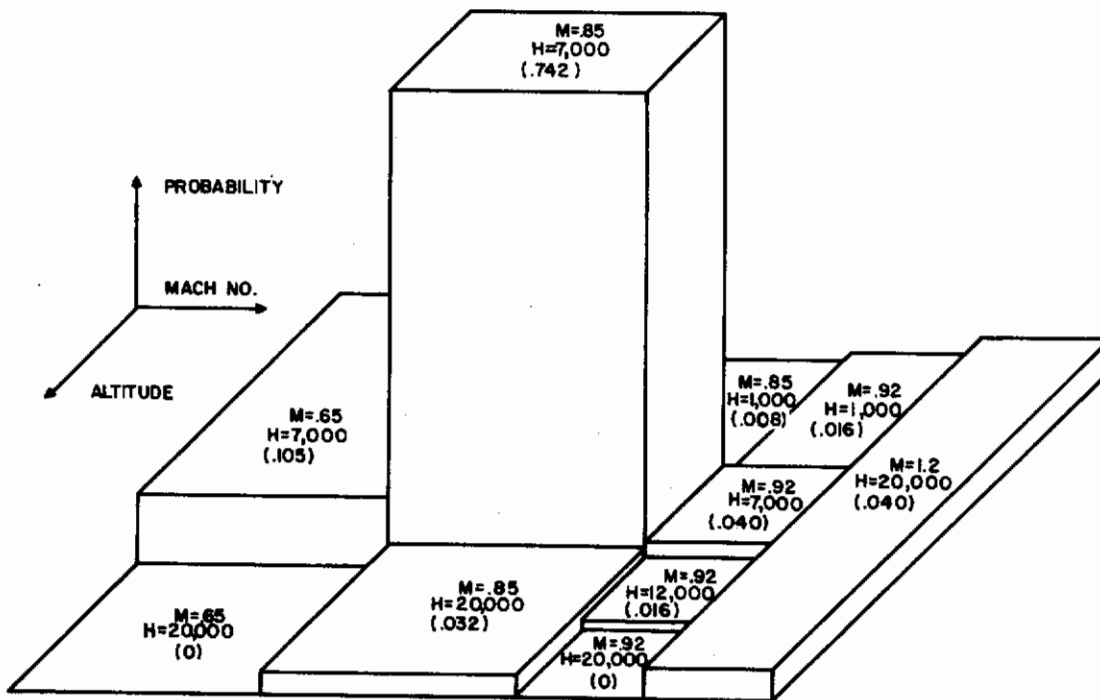 M=.85
H=7,000
(.742)
PROBABILITY
MACH NO.
ALTITUDE
M=.65
H=7,000
(.105)
M=.85
H=1,000
(.008)
M=.92
H=1,000
(.016)
M=.92
H=7,000
(.040)
M=1.2
H=20,000
(.040)
M=.65
H=20,000
(0)
M=.85
H=20,000
(.032)
M=.92
H=12,000
(.016)
M=.92
H=20,000
(0)